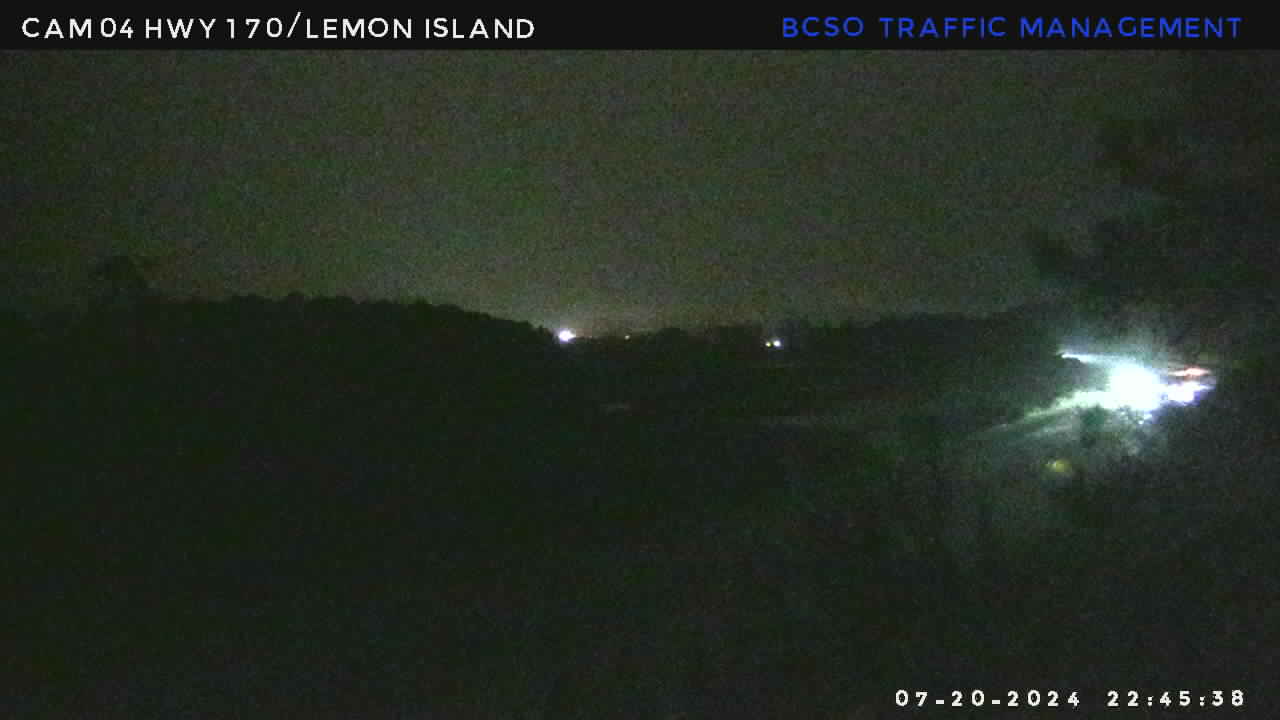 CAM04 HWY 170/LEMON ISLAND
BCSO TRAFFIC MANAGEMENT
07-20-2024 22:45:38